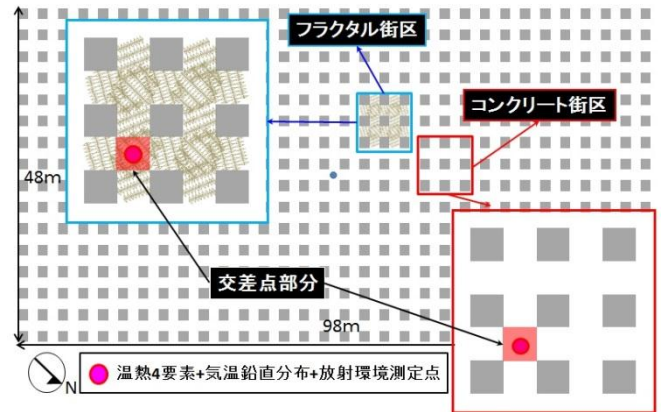 フラクタル街区
コンクリート街区
48m
交差点部分
98m
N
温熱4要素+気温鉛直分布+放射環境測定点